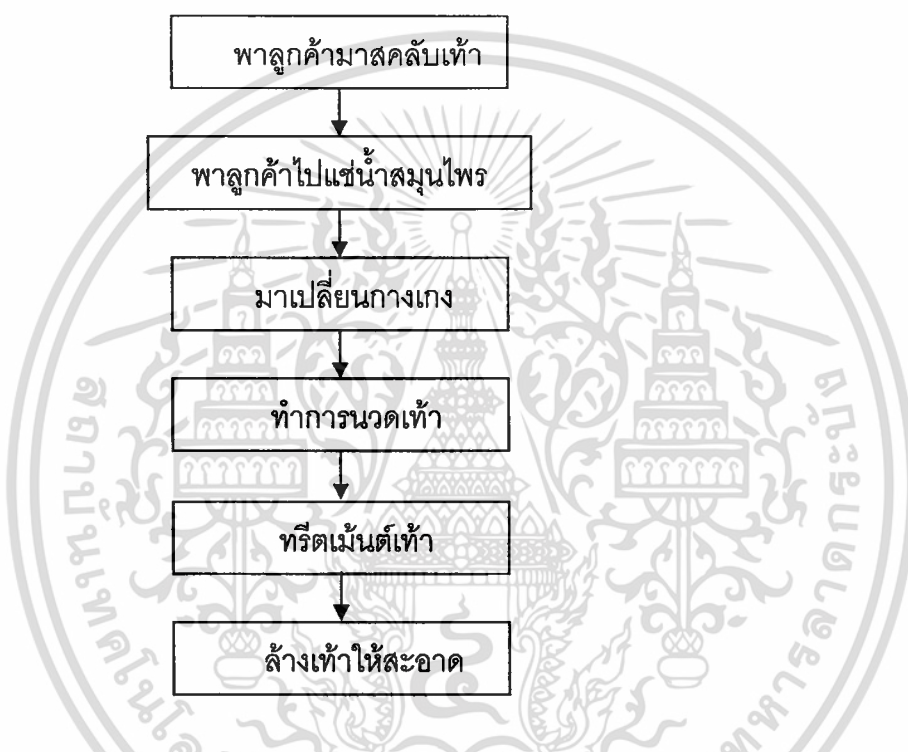 พาลูกค้ามาสคลับเท้า
พาลูกค้าไปแช่น้ำสมุนไพร
มาเปลี่ยนกางเกง
ทำการนวดเท้า
ทรีตเม้นต์เท้า
ล้างเท้าให้สะอาด